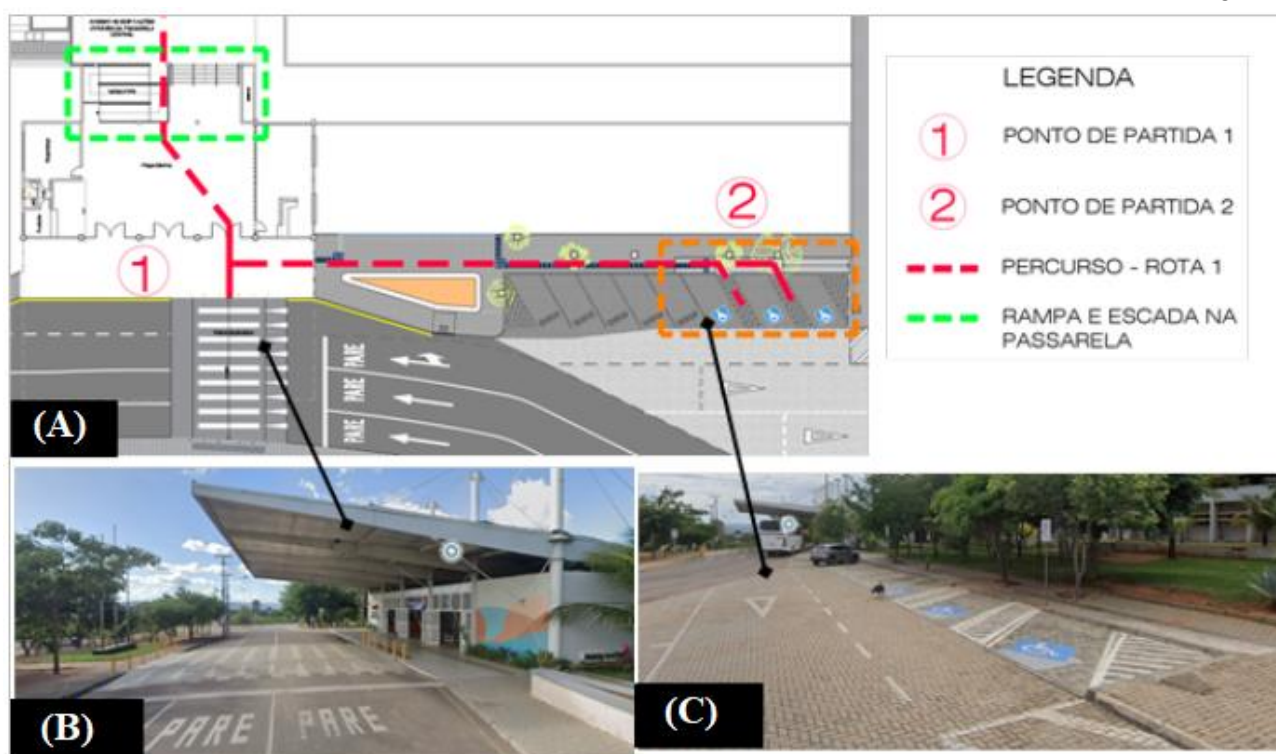 LEGENDA
1 PONTO DE PARTIDA 1
2 PONTO DE PARTIDA 2
PERCURSO - ROTA 1
RAMPA E ESCADA NA
PASSARELA
1
2
PARE
PARE
PARE
(A)
PARE PARE
(B)
(C)